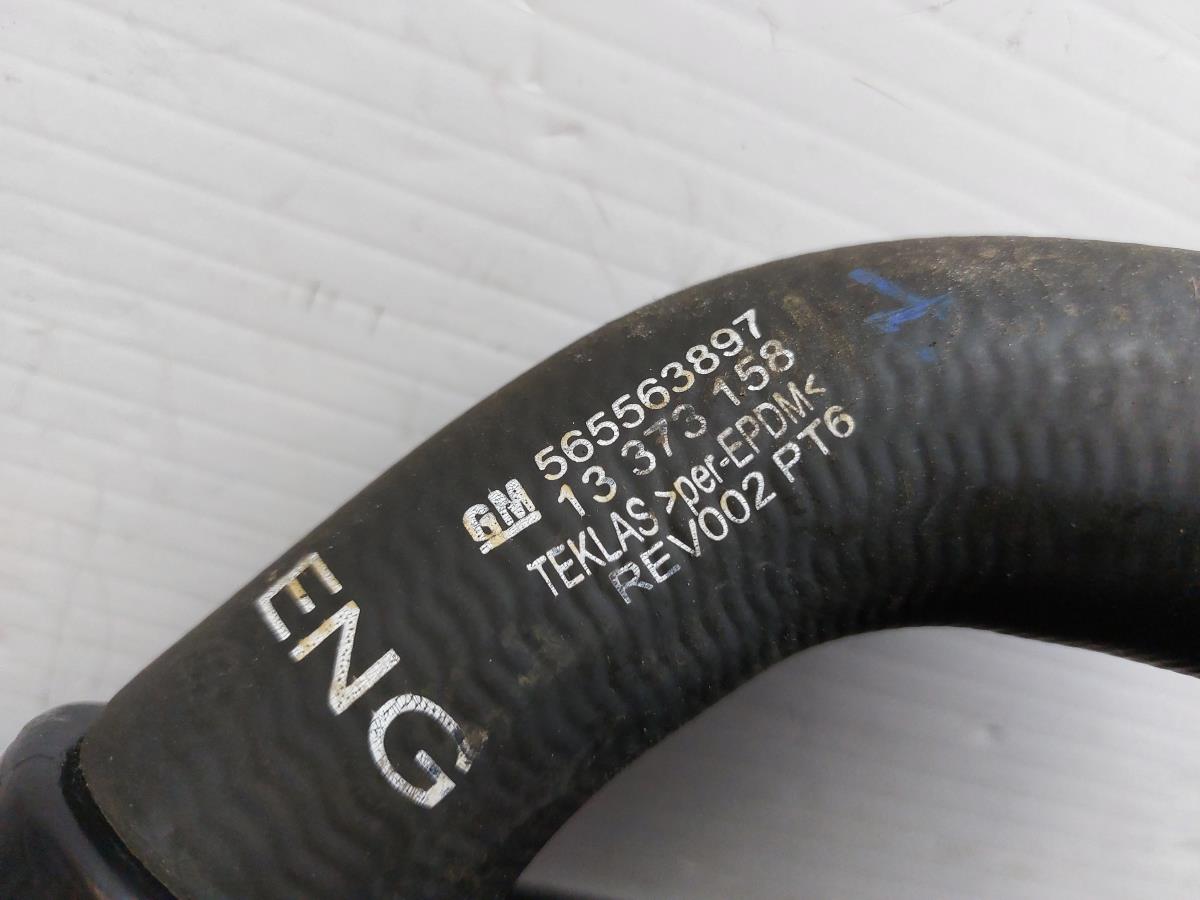 GM 565563897
13 373 158
TEKLAS >per-EPDM<
REV002 PT6
ENG